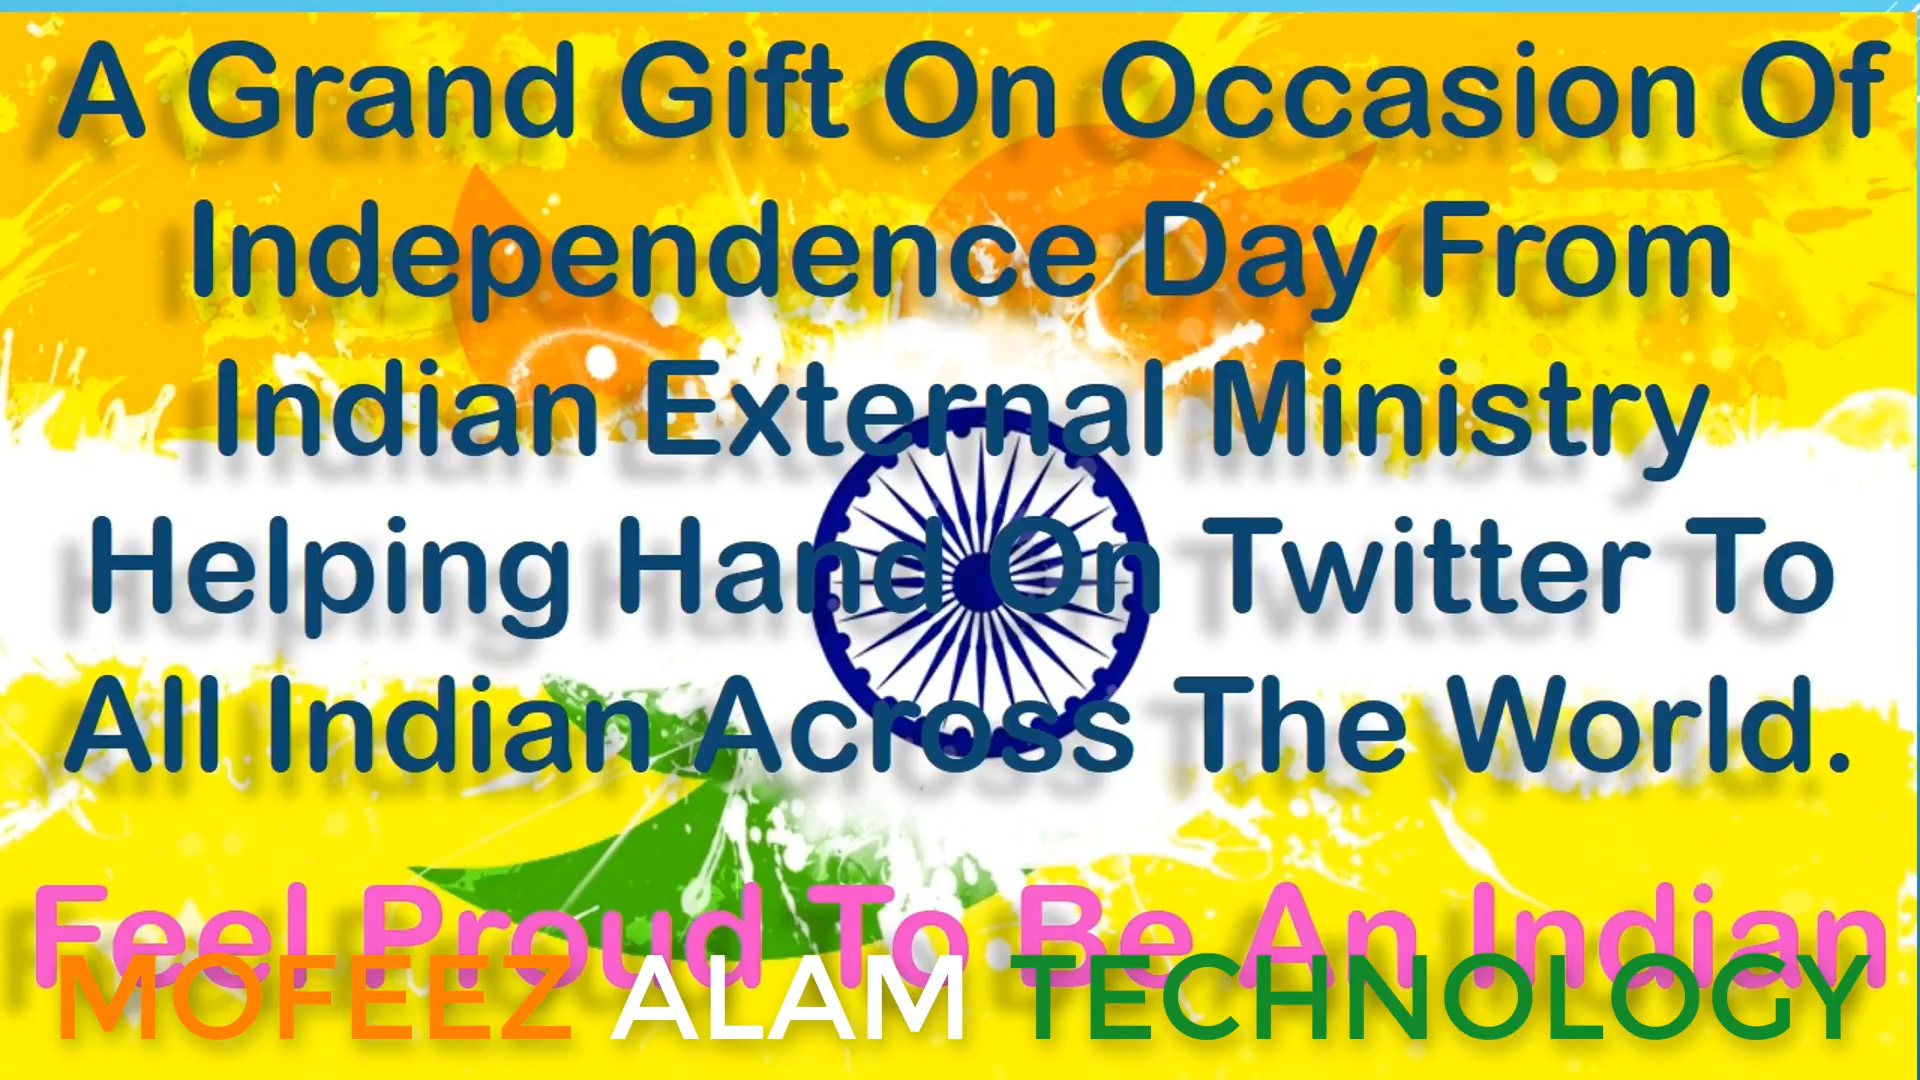 A Grand Gift On Occasion Of
Independence Day From
Indian External Ministry
Helping Hand On Twitter To
All Indian Across The World.
Feel Proud To Be An Indian
MOFEEZ ALAM TECHNOLOGY